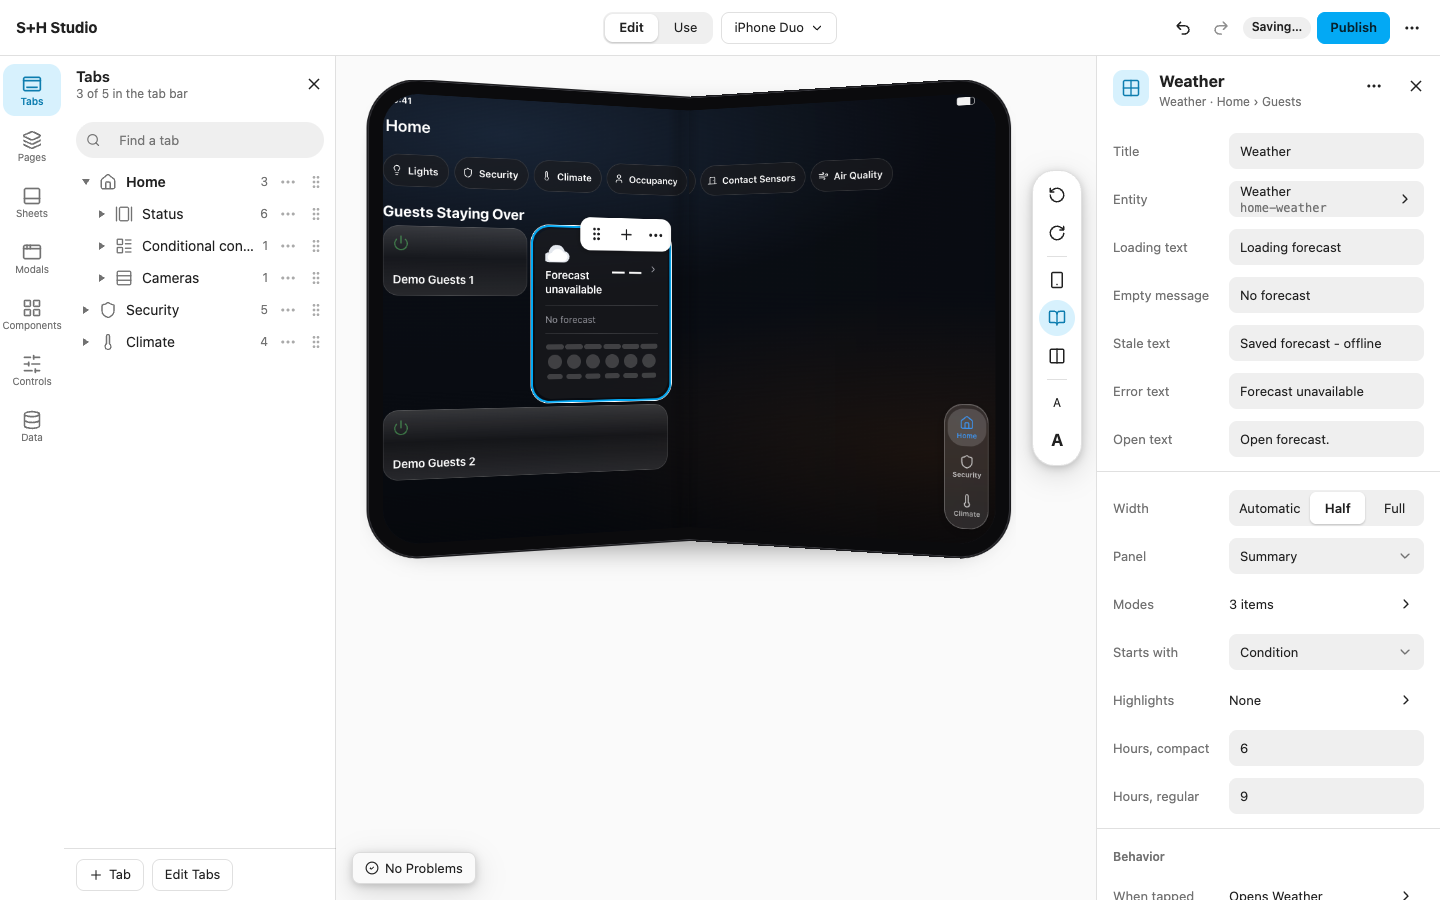 S+H Studio
Edit
Use
iPhone Duo
Saving...
Publish
Tabs
Pages
Sheets
Modals
Components
Controls
Data
Tabs
3 of 5 in the tab bar
Find a tab
Home 3
Status 6
Conditional con... 1
Cameras 1
Security 5
Climate 4
Tab
Edit Tabs
:41
Home
Lights
Security
Climate
Occupancy
Contact Sensors
Air Quality
Guests Staying Over
Demo Guests 1
Forecast
unavailable
No forecast
Demo Guests 2
Home
Security
Climate
A
A
No Problems
Weather
Weather · Home › Guests
Title Weather
Entity Weather
home-weather
Loading text Loading forecast
Empty message No forecast
Stale text Saved forecast - offline
Error text Forecast unavailable
Open text Open forecast.
Width Automatic Half Full
Panel Summary
Modes 3 items
Starts with Condition
Highlights None
Hours, compact 6
Hours, regular 9
Behavior
When tapped Opens Weather